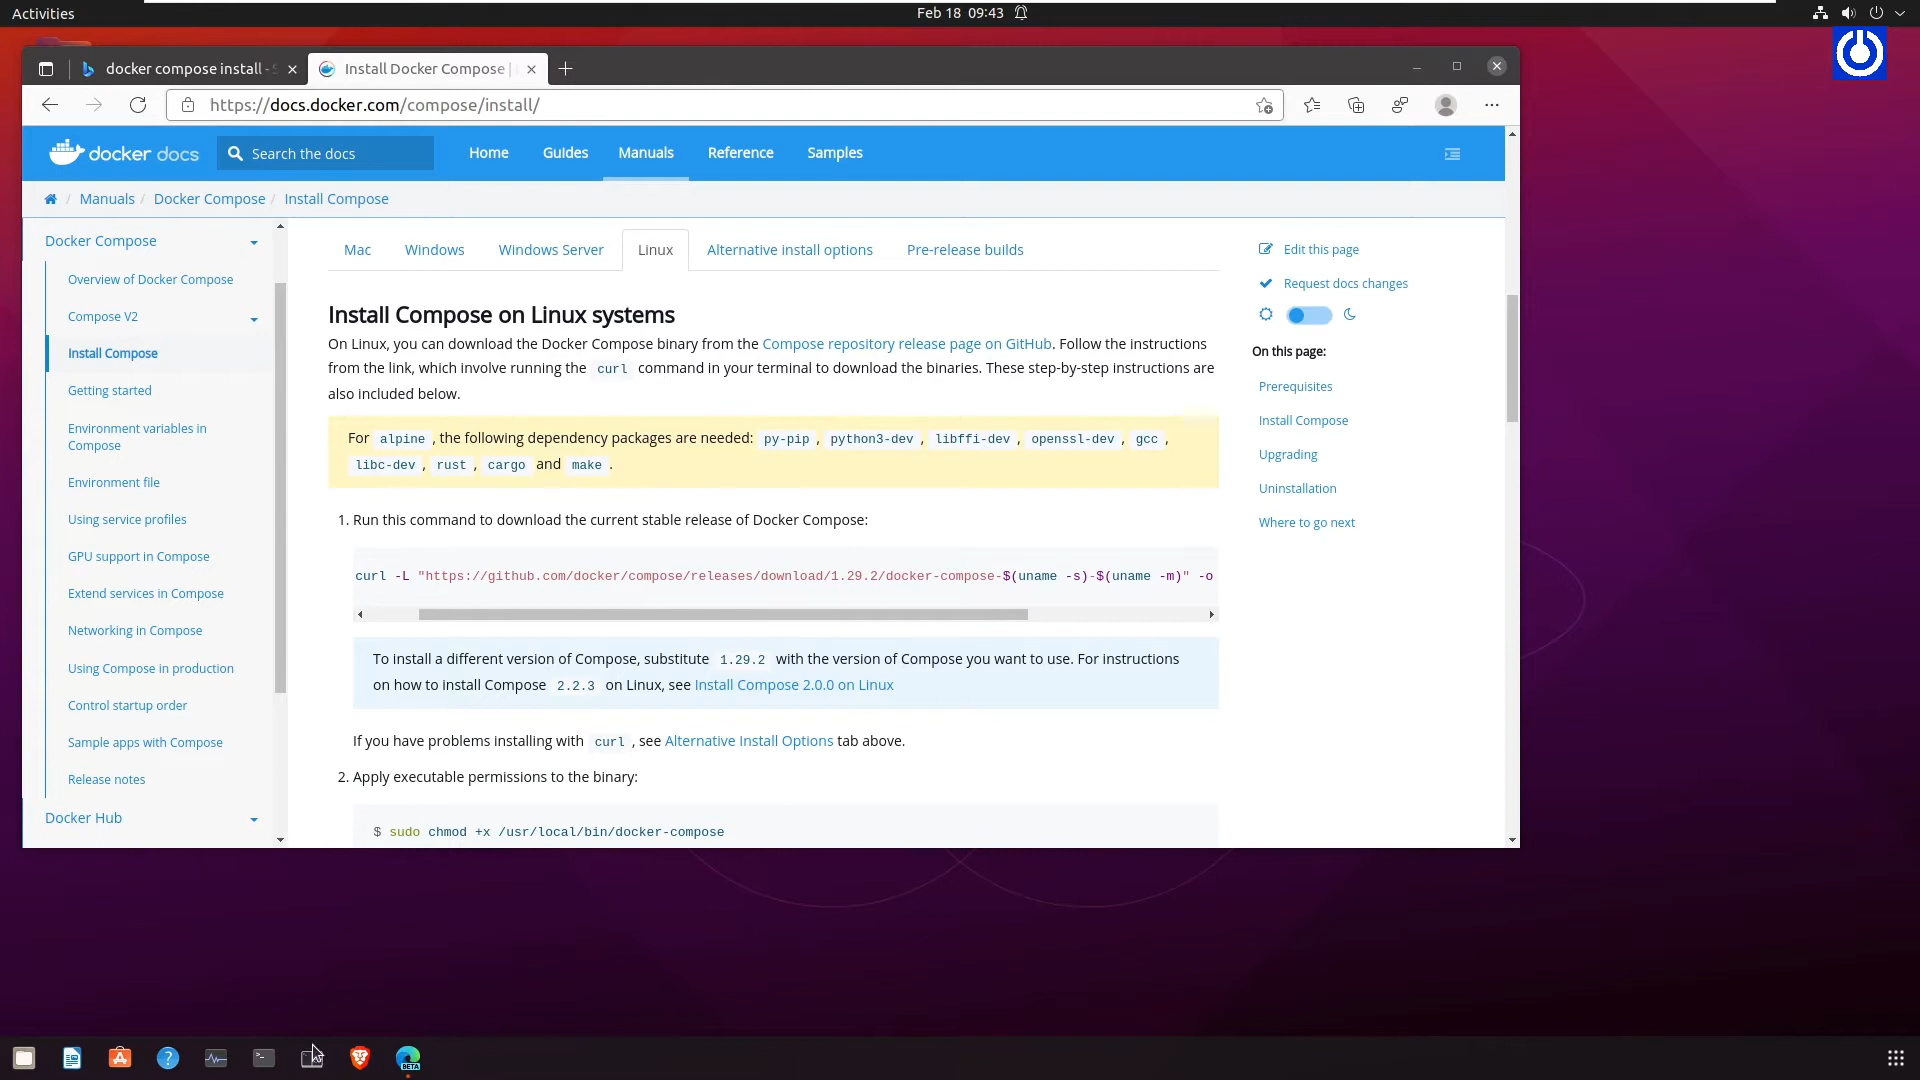 Activities
Feb 18 09:43
docker compose install - S
Install Docker Compose |
https://docs.docker.com/compose/install/
docker docs
Search the docs
Home
Guides
Manuals
Reference
Samples
/ Manuals / Docker Compose / Install Compose
Docker Compose
Overview of Docker Compose
Compose V2
Install Compose
Getting started
Environment variables in
Compose
Environment file
Using service profiles
GPU support in Compose
Extend services in Compose
Networking in Compose
Using Compose in production
Control startup order
Sample apps with Compose
Release notes
Docker Hub
Mac
Windows
Windows Server
Linux
Alternative install options
Pre-release builds
Install Compose on Linux systems
On Linux, you can download the Docker Compose binary from the Compose repository release page on GitHub. Follow the instructions
from the link, which involve running the curl command in your terminal to download the binaries. These step-by-step instructions are
also included below.
For alpine , the following dependency packages are needed: py-pip , python3-dev , libffi-dev , openssl-dev , gcc ,
libc-dev , rust , cargo and make .
1. Run this command to download the current stable release of Docker Compose:
curl -L "https://github.com/docker/compose/releases/download/1.29.2/docker-compose-$(uname -s)-$(uname -m)" -o
To install a different version of Compose, substitute 1.29.2 with the version of Compose you want to use. For instructions
on how to install Compose 2.2.3 on Linux, see Install Compose 2.0.0 on Linux
If you have problems installing with curl , see Alternative Install Options tab above.
2. Apply executable permissions to the binary:
$ sudo chmod +x /usr/local/bin/docker-compose
Edit this page
Request docs changes
On this page:
Prerequisites
Install Compose
Upgrading
Uninstallation
Where to go next
BETA